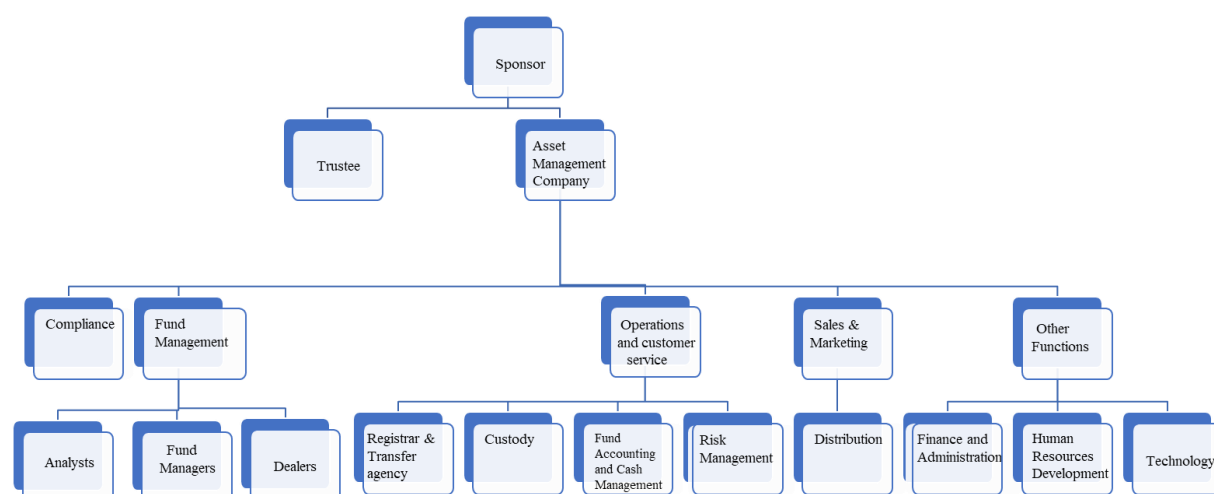 Sponsor
Trustee
Asset
Management
Company
Compliance
Fund
Management
Operations
and customer
service
Sales &
Marketing
Other
Functions
Analysts
Fund
Managers
Dealers
Registrar &
Transfer
agency
Custody
Fund
Accounting
and Cash
Management
Risk
Management
Distribution
Finance and
Administration
Human
Resources
Development
Technology